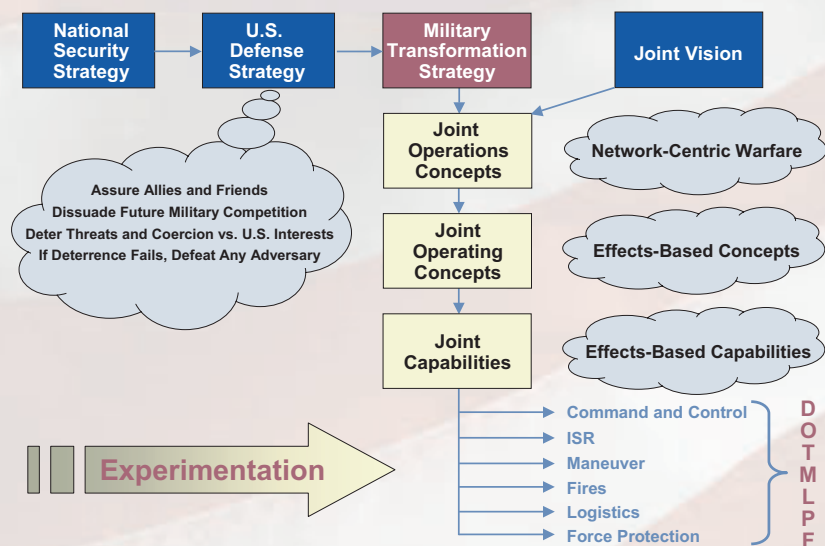 National
Security
Strategy
U.S.
Defense
Strategy
Military
Transformation
Strategy
Joint Vision
Joint
Operations
Concepts
Network-Centric Warfare
Assure Allies and Friends
Dissuade Future Military Competition
Deter Threats and Coercion vs. U.S. Interests
If Deterrence Fails, Defeat Any Adversary
Joint
Operating
Concepts
Effects-Based Concepts
Joint
Capabilities
Effects-Based Capabilities
Experimentation
Command and Control
ISR
Maneuver
Fires
Logistics
Force Protection
D
O
T
M
L
P
F